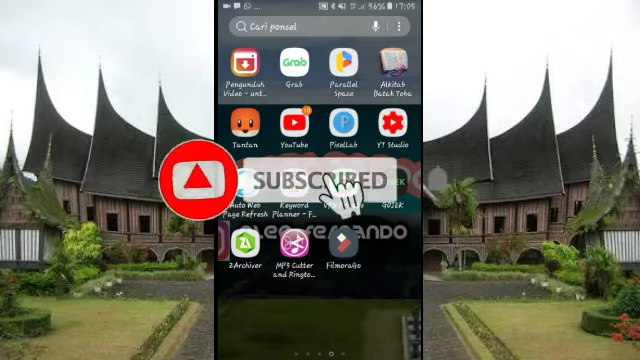 96% 17:05
Cari ponsel
Pengunduh
Video - unt...
Grab
Grab
Parallel
Space
Alkitab
Batak Toba
Tantan
YouTube
PixelLab
YT Studio
SUBSCRIBED
Auto Web
Page Refresh
Keyword
Planner - F...
GOJEK
ZArchiver
MP3 Cutter
and Ringto...
FilmoraGo